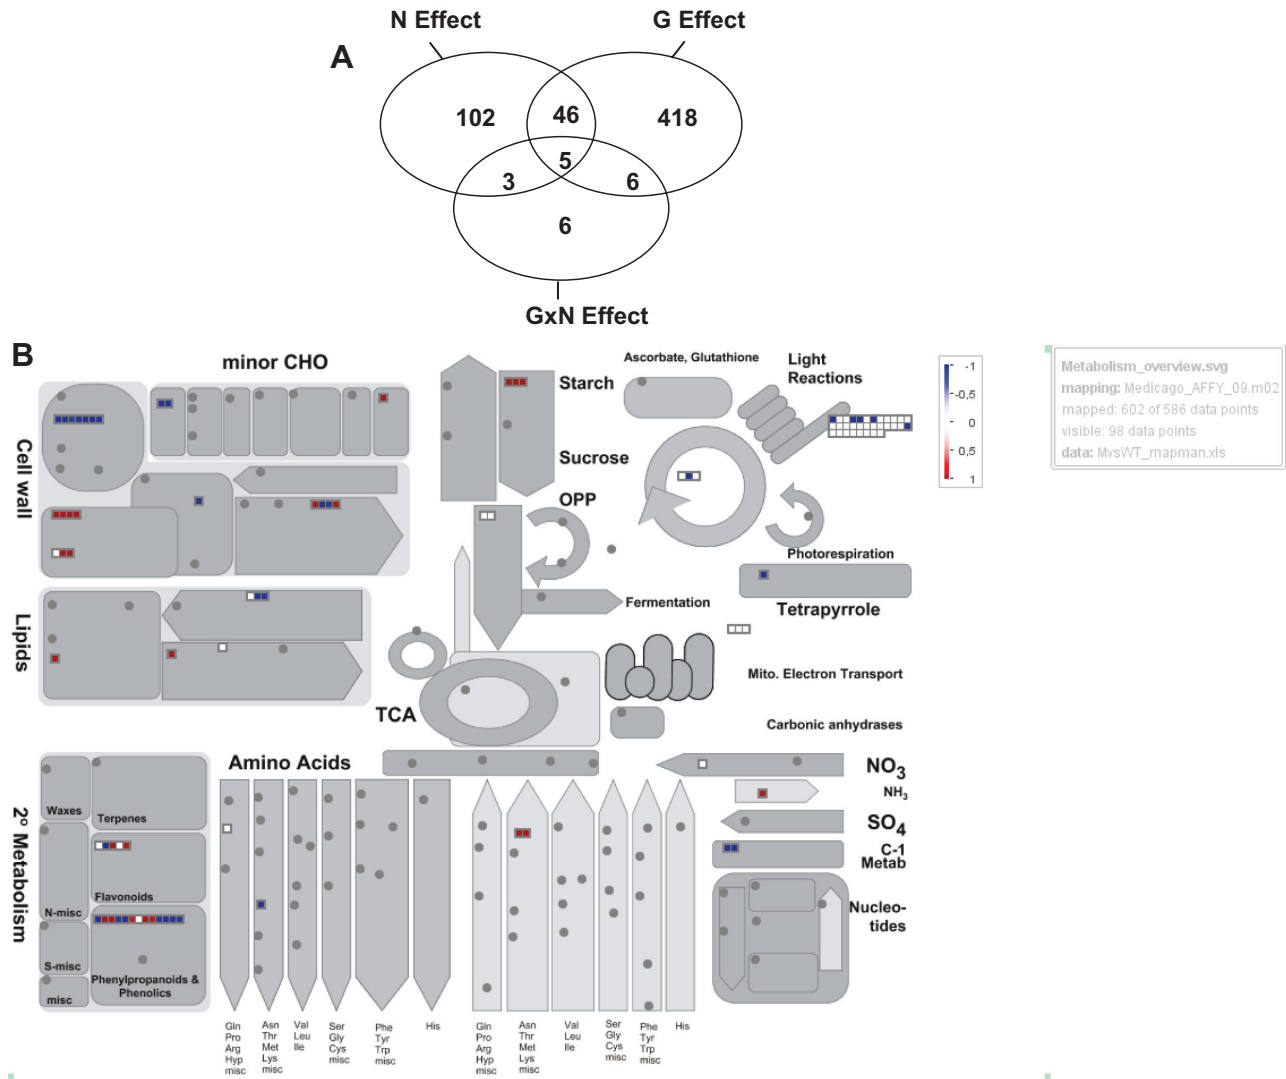 N Effect
G Effect
A
102
46
418
5
3
6
6
GxN Effect
B
minor CHO
Cell wall
Lipids
2º Metabolism
Starch
Sucrose
OPP
Fermentation
TCA
Ascorbate, Glutathione
Light
Reactions
Photorespiration
Tetrapyrrole
Mito. Electron Transport
Carbonic anhydrases
-1
-0.5
0
0,5
1
Metabolism_overview.svg
mapping: Medicago_AFFY_09.m02
mapped: 602 of 586 data points
visible: 98 data points
data: MvsWT_mapman.xls
Amino Acids
NO3
NH3
SO4
C-1
Metab
Nucleo-
tides
Waxes
Terpenes
Flavonoids
N-misc
S-misc
misc
Phenylpropanoids &
Phenolics
Gln
Pro
Arg
Hyp
misc
Asn
Thr
Met
Lys
misc
Val
Leu
Ile
Ser
Gly
Cys
misc
Phe
Tyr
Trp
misc
His
Gln
Pro
Arg
Hyp
misc
Asn
Thr
Met
Lys
misc
Val
Leu
Ile
Ser
Gly
Cys
misc
Phe
Tyr
Trp
misc
His